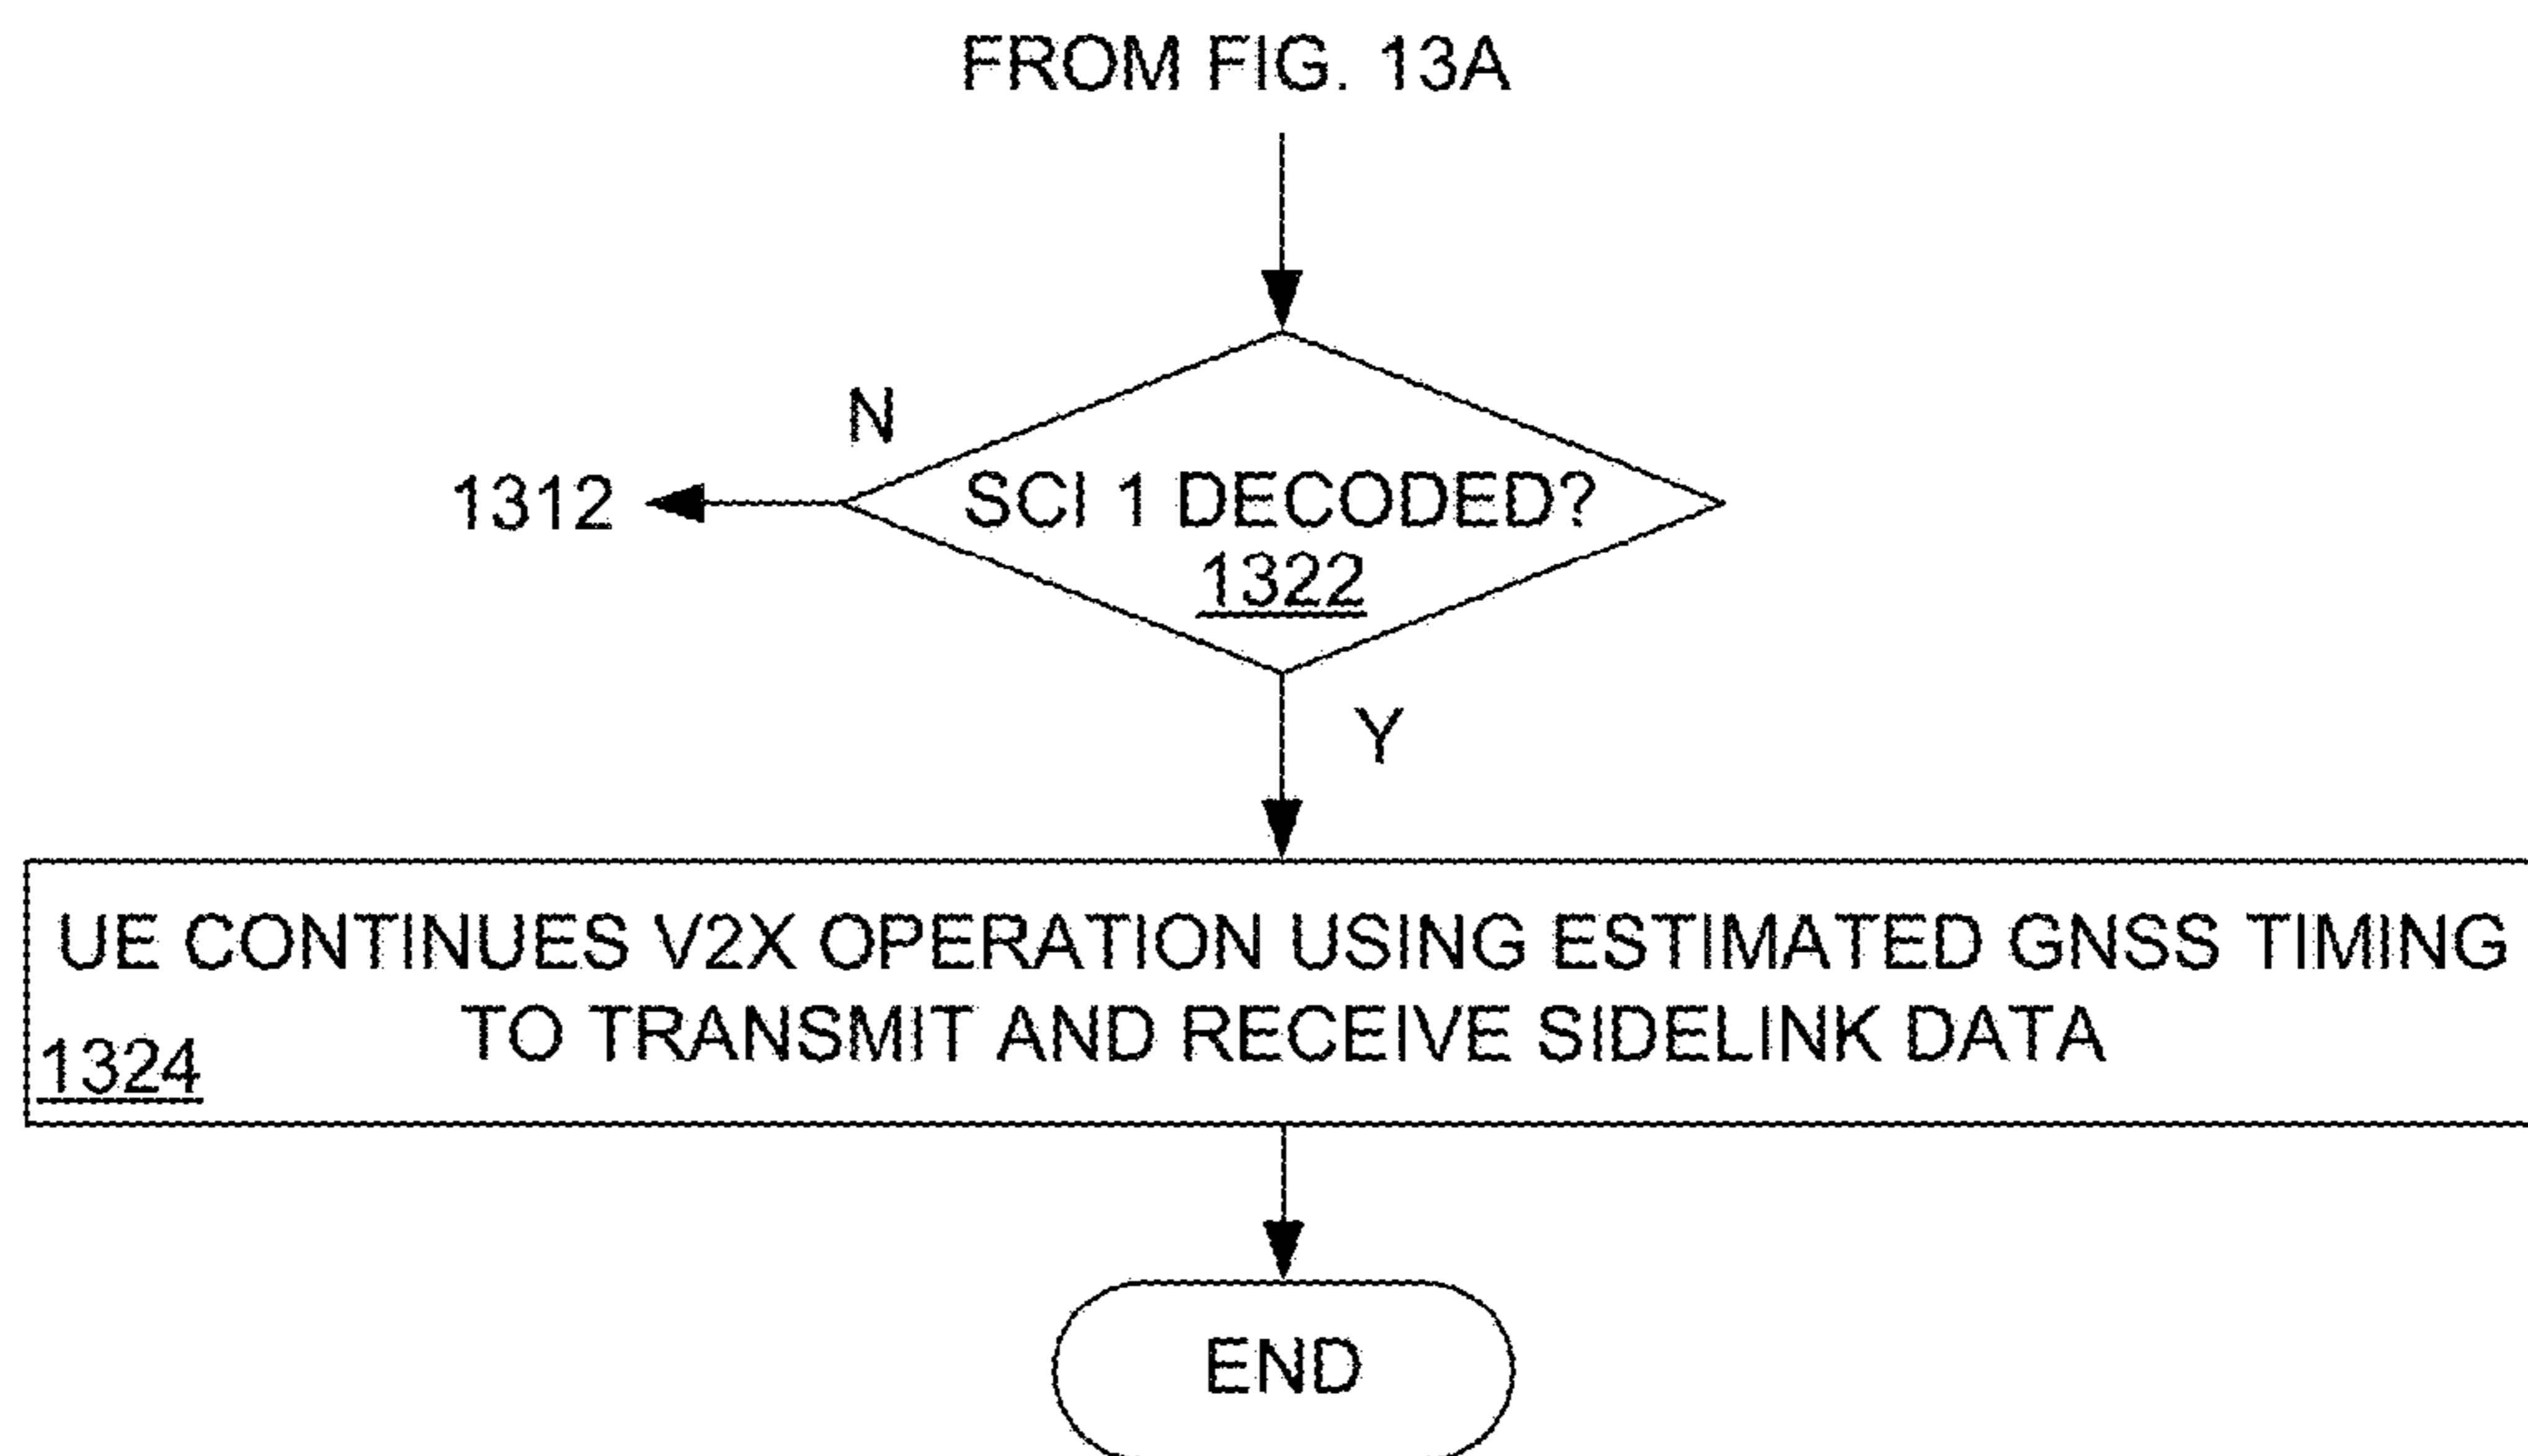 FROM FIG. 13A
N
1312
SCI 1 DECODED?
1322
Y
UE CONTINUES V2X OPERATION USING ESTIMATED GNSS TIMING
TO TRANSMIT AND RECEIVE SIDELINK DATA
1324
END